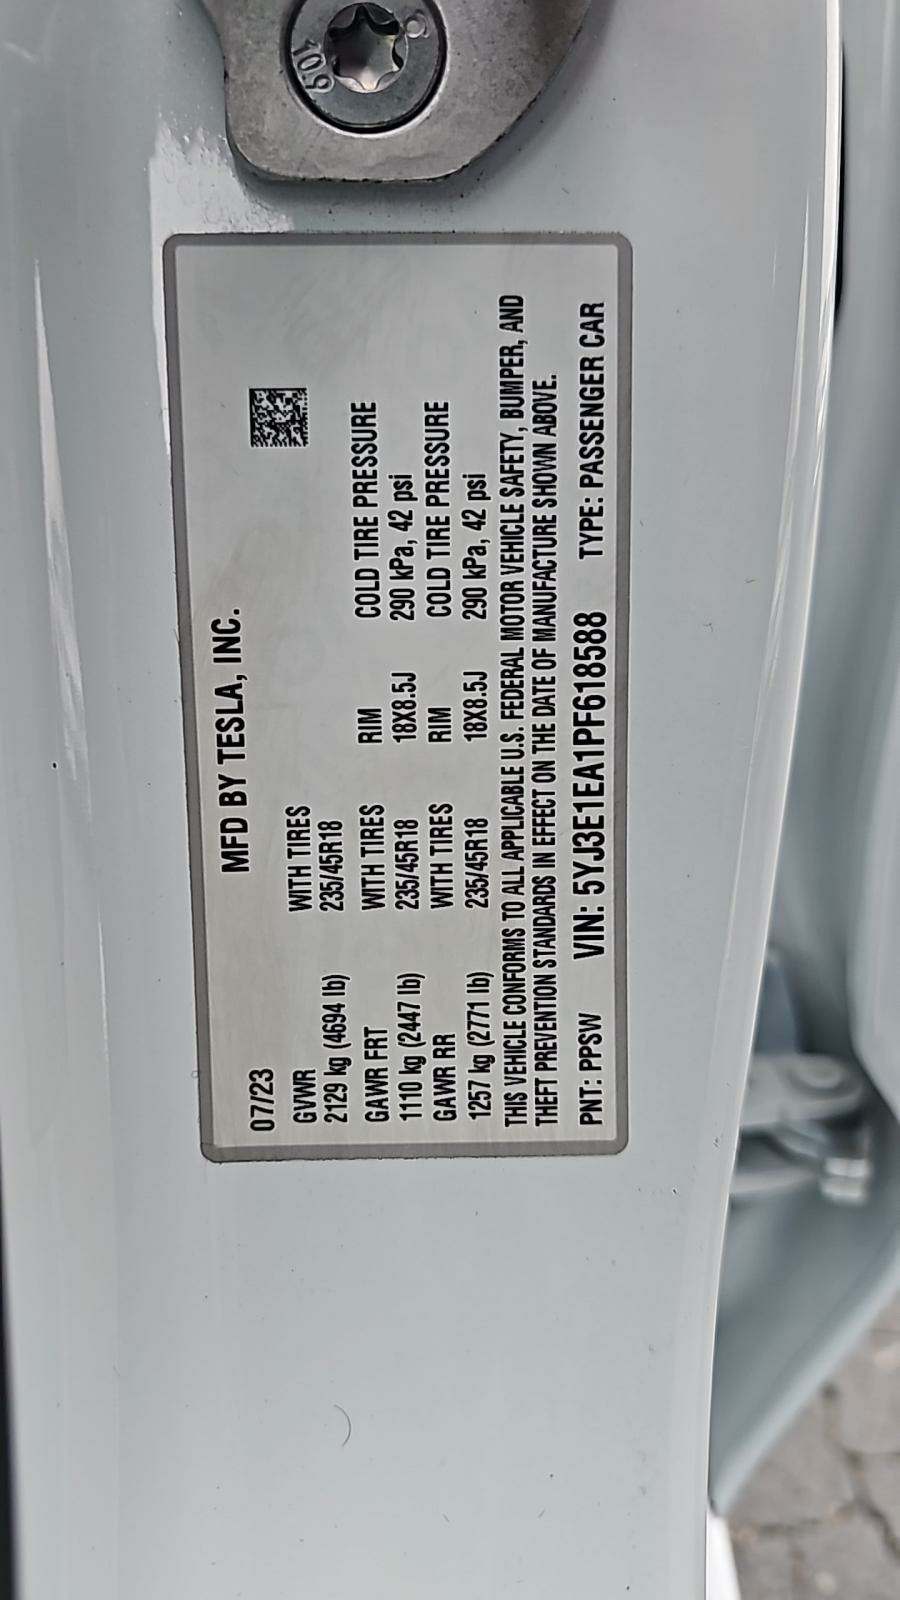 10.9
MFD BY TESLA, INC.
07/23
GVWR WITH TIRES
2129 kg (4694 lb) 235/45R18
GAWR FRT WITH TIRES RIM COLD TIRE PRESSURE
1110 kg (2447 lb) 235/45R18 18X8.5J 290 kPa, 42 psi
GAWR RR WITH TIRES RIM COLD TIRE PRESSURE
1257 kg (2771 lb) 235/45R18 18X8.5J 290 kPa, 42 psi
THIS VEHICLE CONFORMS TO ALL APPLICABLE U.S. FEDERAL MOTOR VEHICLE SAFETY, BUMPER, AND
THEFT PREVENTION STANDARDS IN EFFECT ON THE DATE OF MANUFACTURE SHOWN ABOVE.
PNT: PPSW VIN: 5YJ3E1EA1PF618588 TYPE: PASSENGER CAR